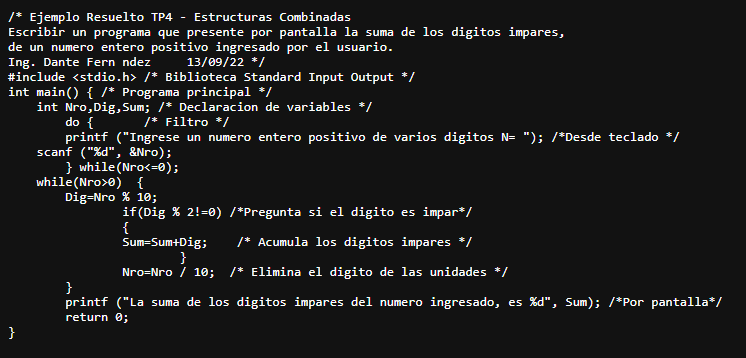 /* Ejemplo Resuelto TP4 - Estructuras Combinadas
Escribir un programa que presente por pantalla la suma de los digitos impares,
de un numero entero positivo ingresado por el usuario.
Ing. Dante Fern ndez     13/09/22 */
#include <stdio.h> /* Biblioteca Standard Input Output */
int main() { /* Programa principal */
    int Nro,Dig,Sum; /* Declaracion de variables */
        do {       /* Filtro */
        printf ("Ingrese un numero entero positivo de varios digitos N= "); /*Desde teclado */
    scanf ("%d", &Nro);
        } while(Nro<=0);
    while(Nro>0)  {
        Dig=Nro % 10;
                if(Dig % 2!=0) /*Pregunta si el digito es impar*/
                {
                Sum=Sum+Dig;    /* Acumula los digitos impares */
                        }
                Nro=Nro / 10;  /* Elimina el digito de las unidades */
        }
        printf ("La suma de los digitos impares del numero ingresado, es %d", Sum); /*Por pantalla*/
        return 0;
}